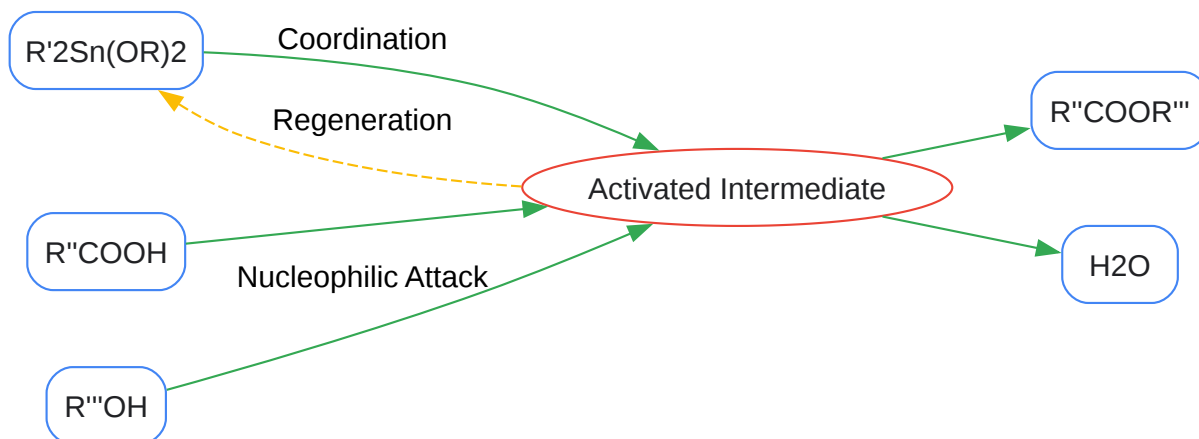 R'2Sn(OR)2
Coordination
Regeneration
R''COOH
Nucleophilic Attack
R'''OH
Activated Intermediate
R''COOR'''
H2O